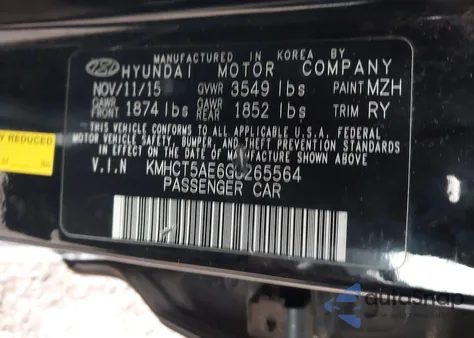 MANUFACTURED IN KOREA BY
HYUNDAI MOTOR COMPANY
NOV/11/15 GVWR 3549 lbs PAINT MZH
GAWR FRONT 1874 lbs GAWR REAR 1852 lbs TRIM RY
THIS VEHICLE CONFORMS TO ALL APPLICABLE U.S.A. FEDERAL
MOTOR VEHICLE SAFETY, BUMPER, AND THEFT PREVENTION
STANDARDS IN EFFECT ON THE DATE OF MANUFACTURE
SHOWN ABOVE.
V.I.N KMHCT5AE6GU265564
PASSENGER CAR
Y REDUCED
autosnap